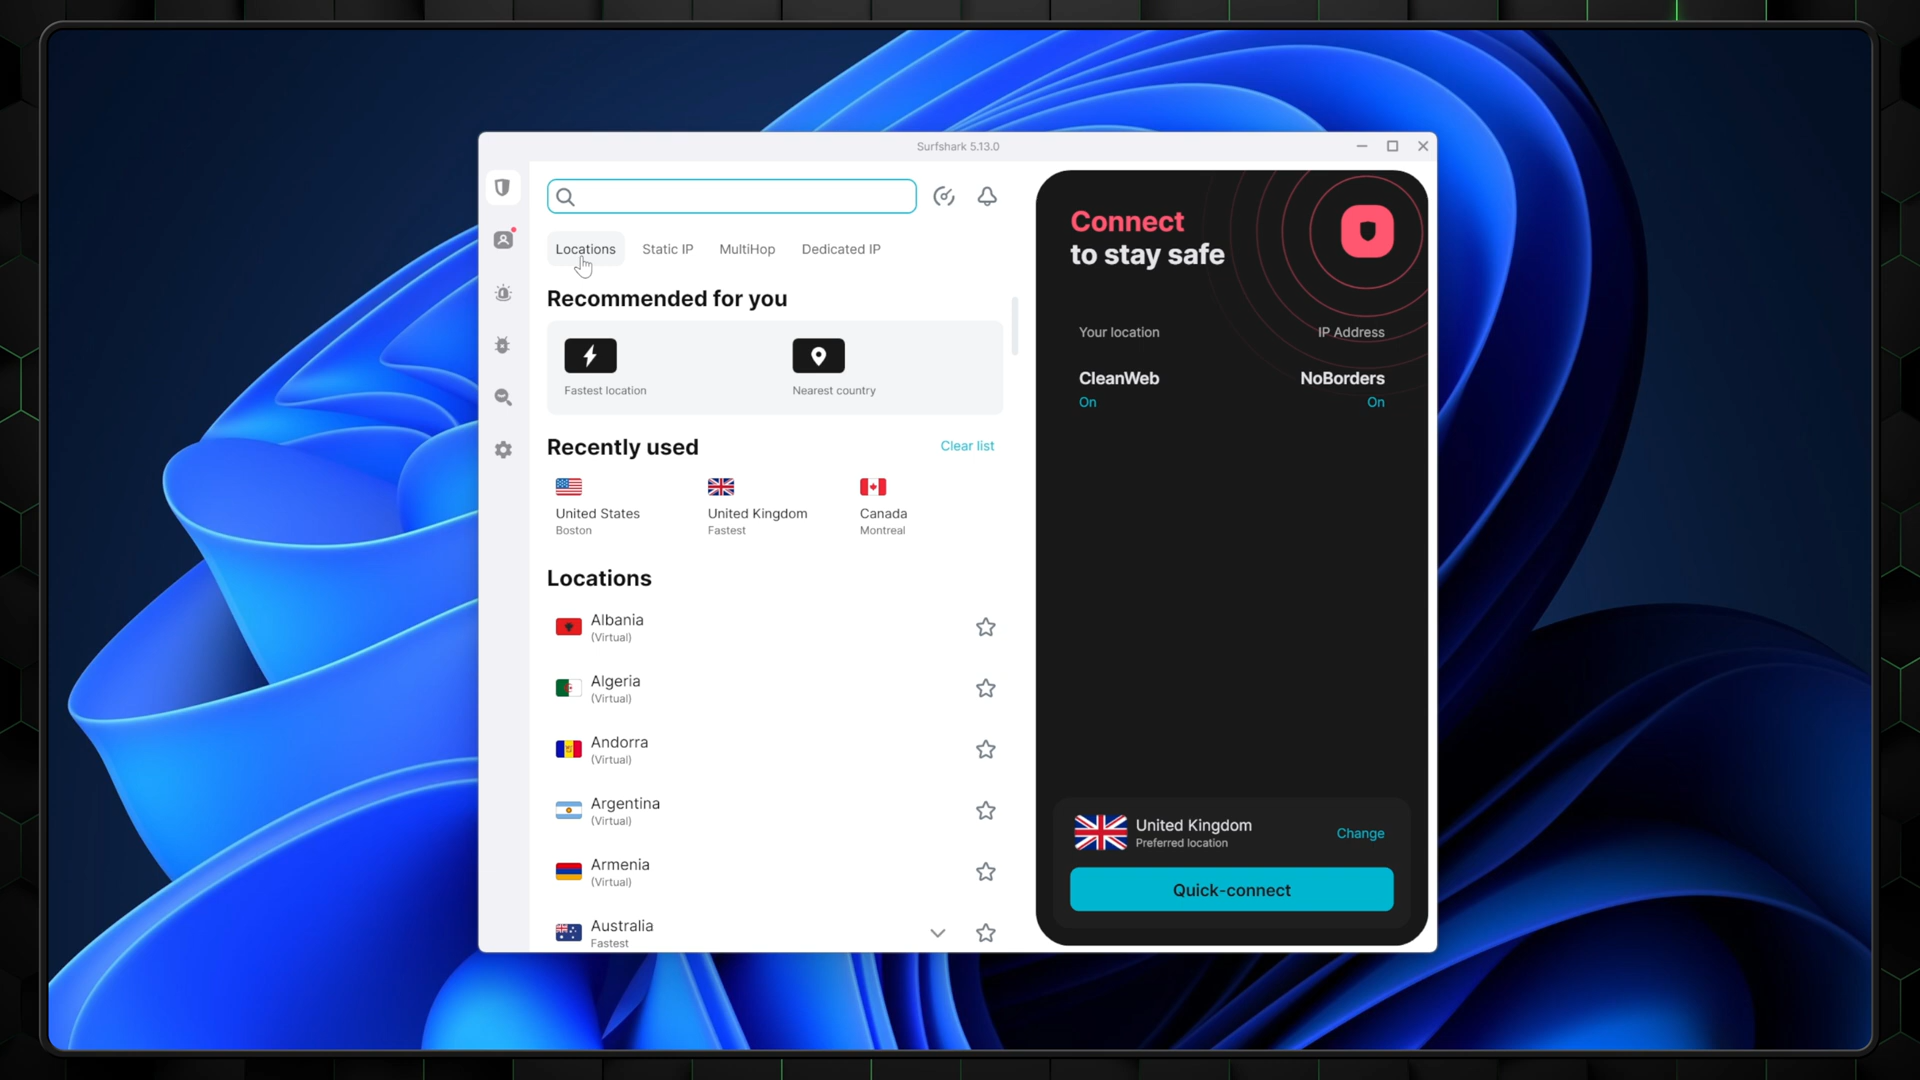 Surfshark 5.13.0
Locations
Static IP
MultiHop
Dedicated IP
Recommended for you
Fastest location
Nearest country
Recently used
Clear list
United States
Boston
United Kingdom
Fastest
Canada
Montreal
Locations
Albania
(Virtual)
Algeria
(Virtual)
Andorra
(Virtual)
Argentina
(Virtual)
Armenia
(Virtual)
Australia
Fastest
Connect
to stay safe
Your location
IP Address
CleanWeb
NoBorders
On
On
United Kingdom
Preferred location
Change
Quick-connect